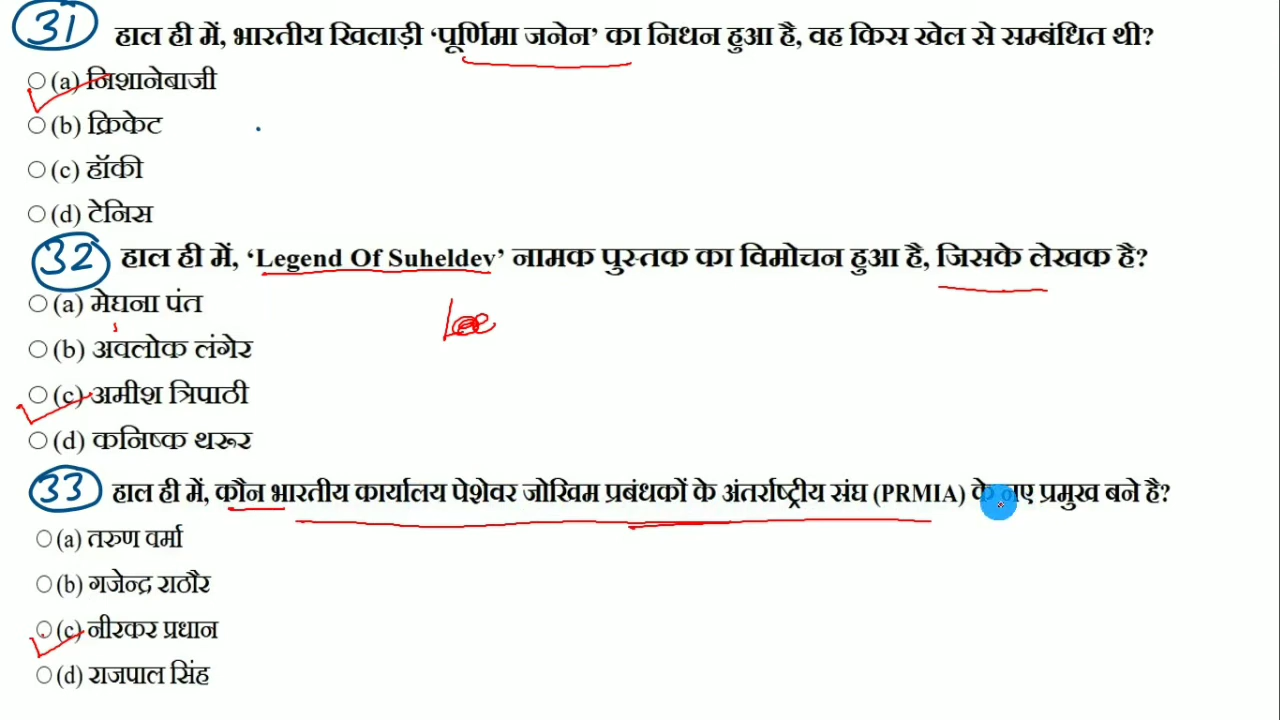 31 हाल ही में, भारतीय खिलाड़ी ‘पूर्णिमा जनेन’ का निधन हुआ है, वह किस खेल से सम्बंधित थी?
(a) निशानेबाजी
(b) क्रिकेट
(c) हॉकी
(d) टेनिस
32 हाल ही में, ‘Legend Of Suheldev’ नामक पुस्तक का विमोचन हुआ है, जिसके लेखक है?
(a) मेघना पंत
(b) अवलोक लंगेर
(c) अमीश त्रिपाठी
(d) कनिष्क थरूर
33 हाल ही में, कौन भारतीय कार्यालय पेशेवर जोखिम प्रबंधकों के अंतर्राष्ट्रीय संघ (PRMIA) के प्रमुख बने है?
(a) तरुण वर्मा
(b) गजेन्द्र राठौर
(c) नीरकर प्रधान
(d) राजपाल सिंह